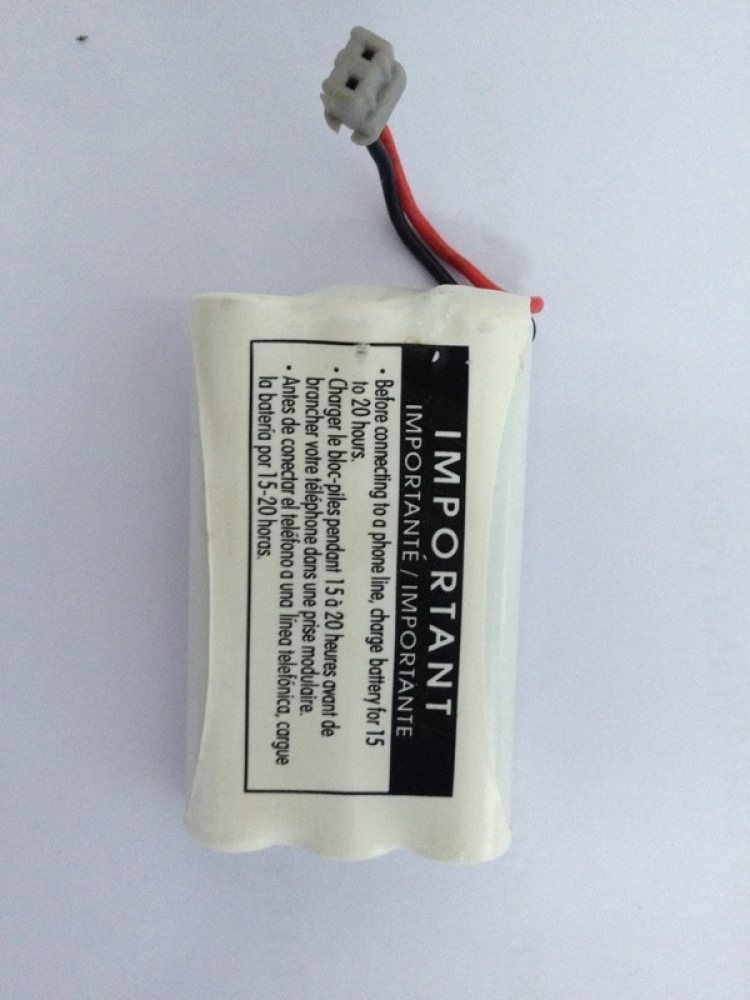 IMPORTANT
IMPORTANTÉ / IMPORTANTE
• Before connecting to a phone line, charge battery for 15
to 20 hours.
• Charger le bloc-piles pendant 15 à 20 heures avant de
brancher votre téléphone dans une prise modulaire.
• Antes de conectar el teléfono a una línea telefónica, cargue
la batería por 15-20 horas.